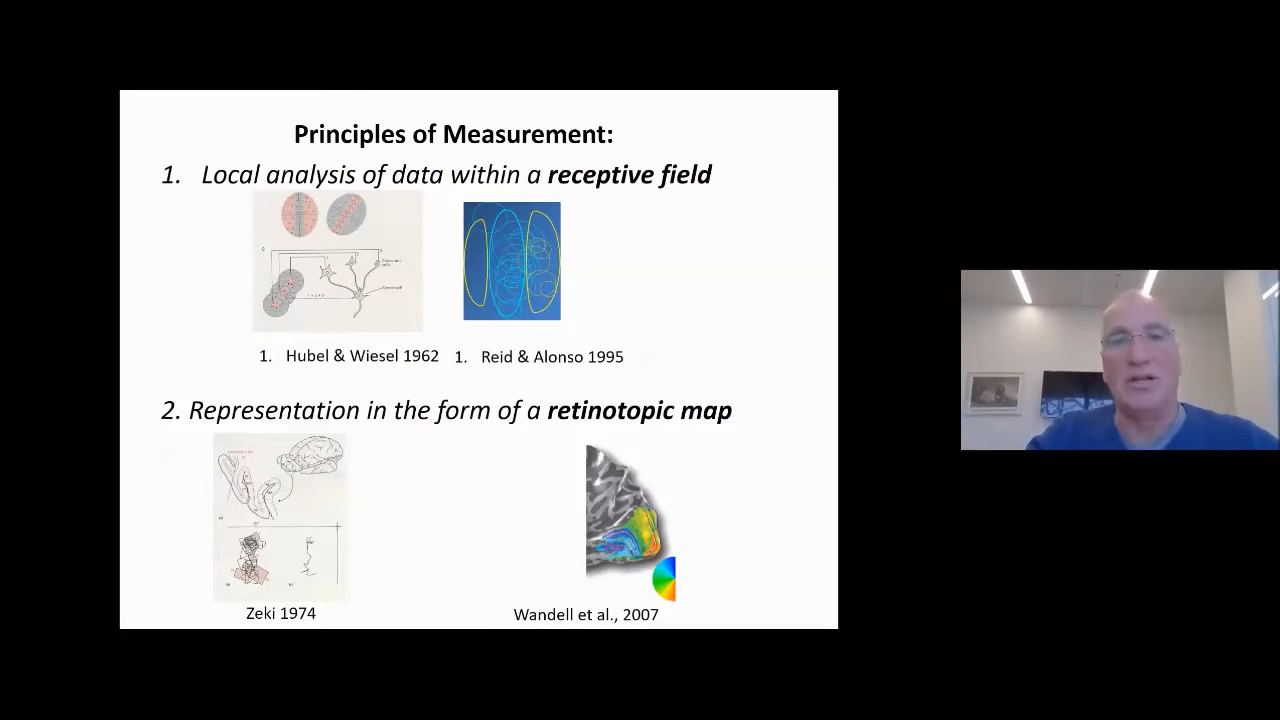 Principles of Measurement:
1. Local analysis of data within a receptive field
1. Hubel & Wiesel 1962
1. Reid & Alonso 1995
2. Representation in the form of a retinotopic map
Zeki 1974
Wandell et al., 2007